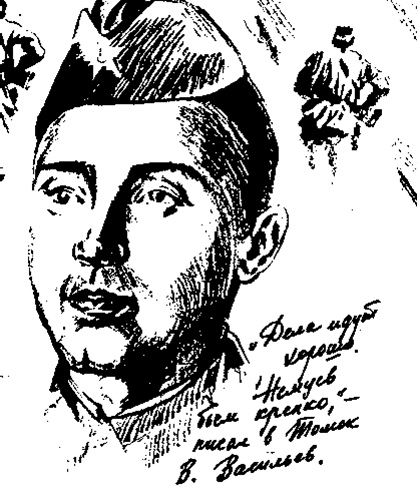 „Дела идут
хорошо.
Немцев
бьем крепко,"—
писал в Томск
В. Васильев.